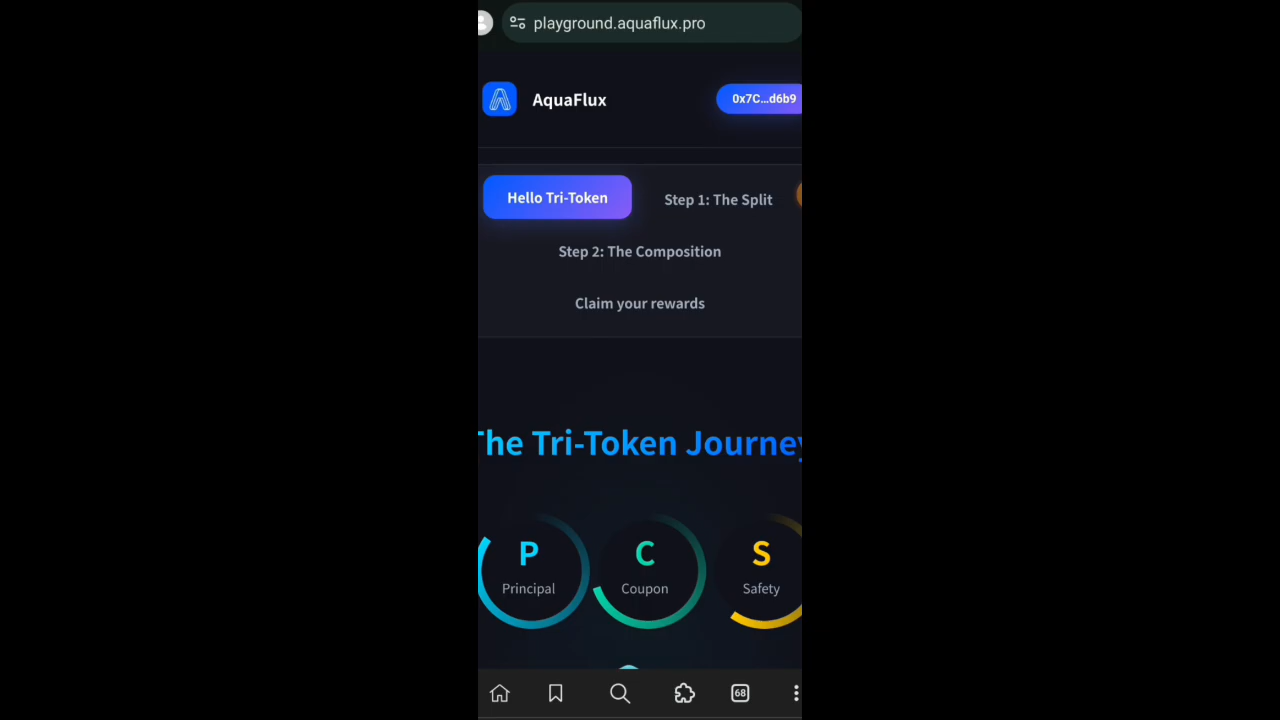 playground.aquaflux.pro
AquaFlux
0x7C...d6b9
Hello Tri-Token
Step 1: The Split
Step 2: The Composition
Claim your rewards
The Tri-Token Journey
P
Principal
C
Coupon
S
Safety
68